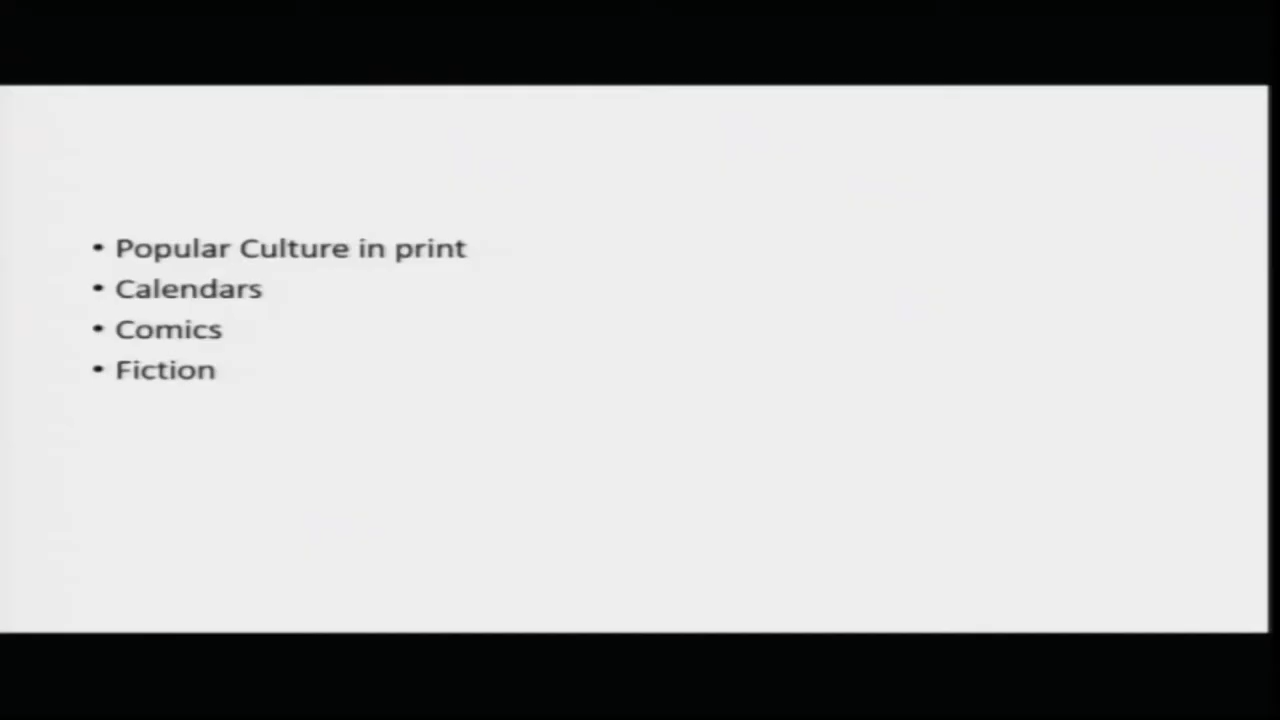 • Popular Culture in print
• Calendars
• Comics
• Fiction